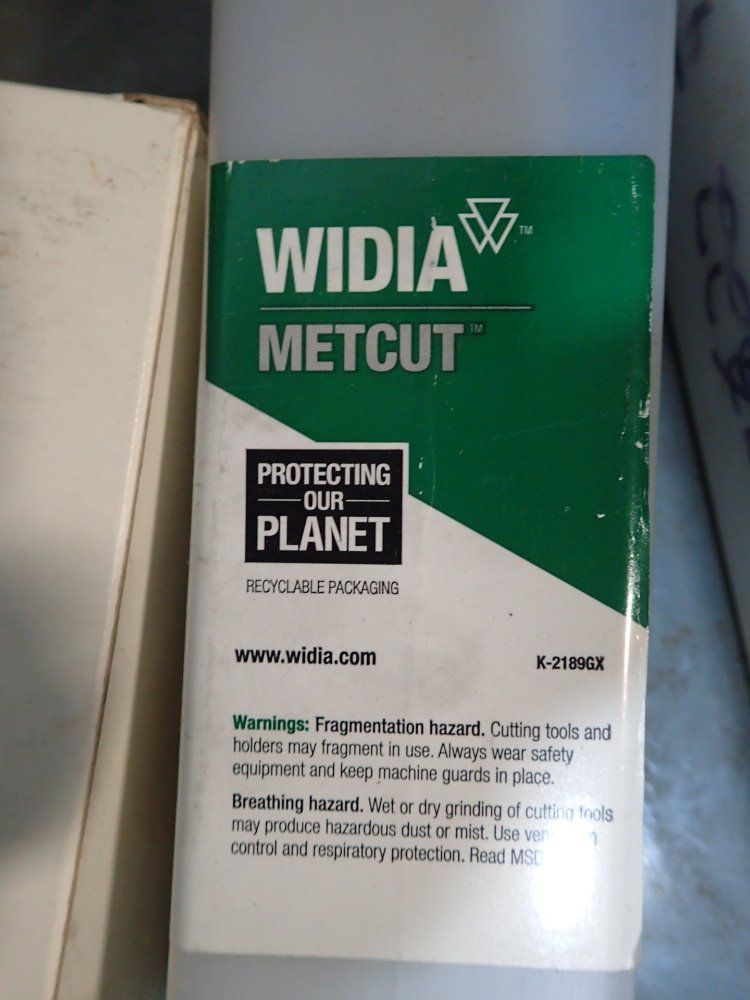 WIDIA™
METCUT™
PROTECTING
OUR
PLANET
RECYCLABLE PACKAGING
www.widia.com
K-2189GX
Warnings: Fragmentation hazard. Cutting tools and
holders may fragment in use. Always wear safety
equipment and keep machine guards in place.
Breathing hazard. Wet or dry grinding of cutting tools
may produce hazardous dust or mist. Use
control and respiratory protection. Read